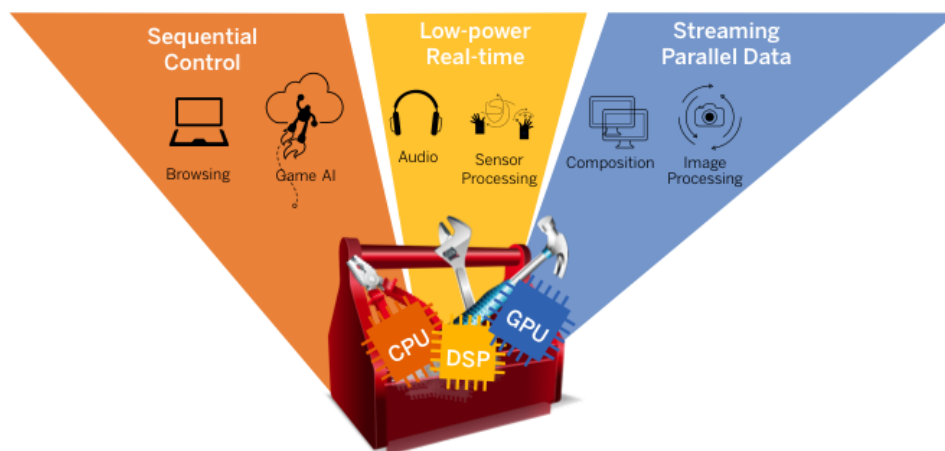 Sequential
Control
Low-power
Real-time
Streaming
Parallel Data
Browsing
Game AI
Audio
Sensor
Processing
Composition
Image
Processing
CPU
DSP
GPU